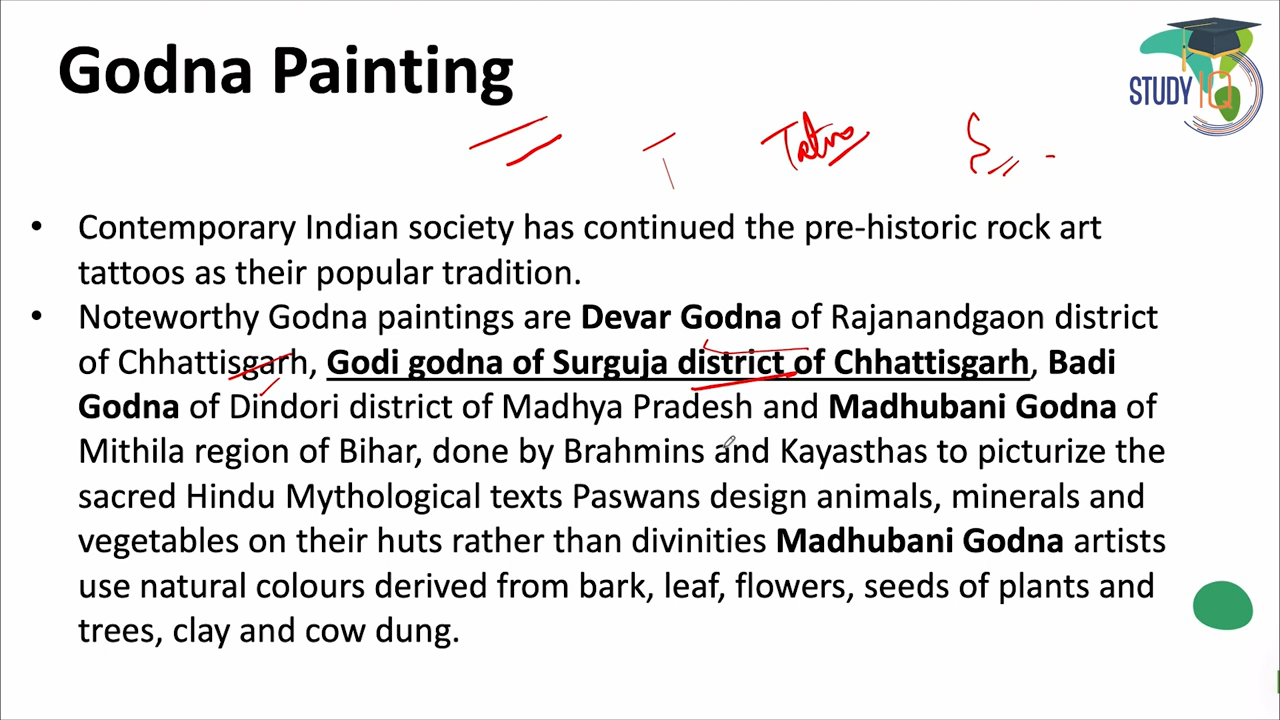 Godna Painting
STUDY IQ
Tatoo
• Contemporary Indian society has continued the pre-historic rock art
tattoos as their popular tradition.
• Noteworthy Godna paintings are Devar Godna of Rajanandgaon district
of Chhattisgarh, Godi godna of Surguja district of Chhattisgarh, Badi
Godna of Dindori district of Madhya Pradesh and Madhubani Godna of
Mithila region of Bihar, done by Brahmins and Kayasthas to picturize the
sacred Hindu Mythological texts Paswans design animals, minerals and
vegetables on their huts rather than divinities Madhubani Godna artists
use natural colours derived from bark, leaf, flowers, seeds of plants and
trees, clay and cow dung.